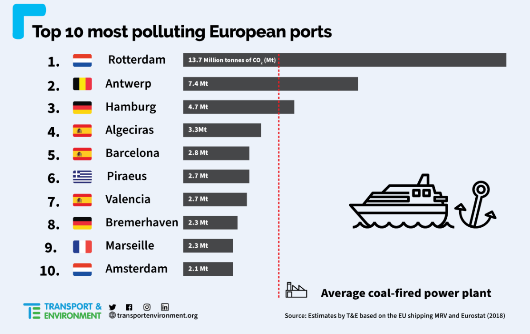 Top 10 most polluting European ports
1. Rotterdam 13.7 Million tonnes of CO₂ (Mt)
2. Antwerp 7.4 Mt
3. Hamburg 4.7 Mt
4. Algeciras 3.3Mt
5. Barcelona 2.8 Mt
6. Piraeus 2.7 Mt
7. Valencia 2.7 Mt
8. Bremerhaven 2.3 Mt
9. Marseille 2.3 Mt
10. Amsterdam 2.1 Mt
Average coal-fired power plant
TE TRANSPORT &
ENVIRONMENT
@transportenvironment.org
Source: Estimates by T&E based on the EU shipping MRV and Eurostat (2018)